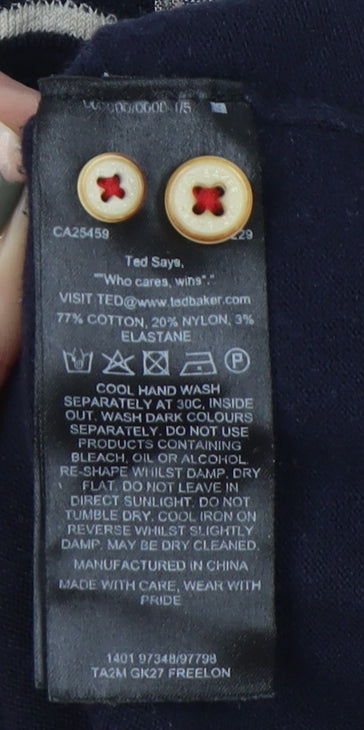 CA25459
229
Ted Says,
""Who cares, wins"."
VISIT TED@www.tedbaker.com
77% COTTON, 20% NYLON, 3%
ELASTANE
P
COOL HAND WASH
SEPARATELY AT 30C, INSIDE
OUT. WASH DARK COLOURS
SEPARATELY. DO NOT USE
PRODUCTS CONTAINING
BLEACH, OIL OR ALCOHOL.
RE-SHAPE WHILST DAMP. DRY
FLAT. DO NOT LEAVE IN
DIRECT SUNLIGHT. DO NOT
TUMBLE DRY. COOL IRON ON
REVERSE WHILST SLIGHTLY
DAMP. MAY BE DRY CLEANED.
MANUFACTURED IN CHINA
MADE WITH CARE, WEAR WITH
PRIDE
1401 97348/97798
TA2M GK27 FREELON